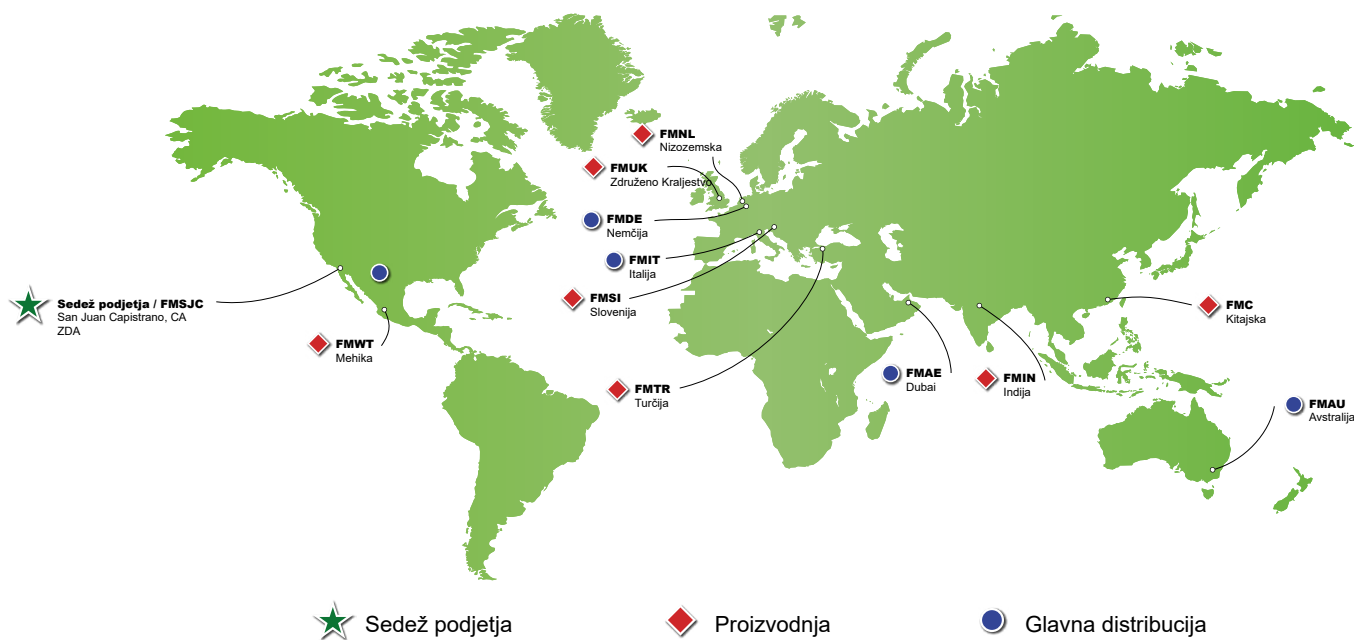 FMNL
Nizozemska
FMUK
Združeno Kraljestvo
FMDE
Nemčija
FMIT
Italija
FMSI
Slovenija
Sedež podjetja / FMSJC
San Juan Capistrano, CA
ZDA
FMWT
Mehika
FMTR
Turčija
FMAE
Dubai
FMIN
Indija
FMC
Kitajska
FMAU
Avstralija
Sedež podjetja
Proizvodnja
Glavna distribucija